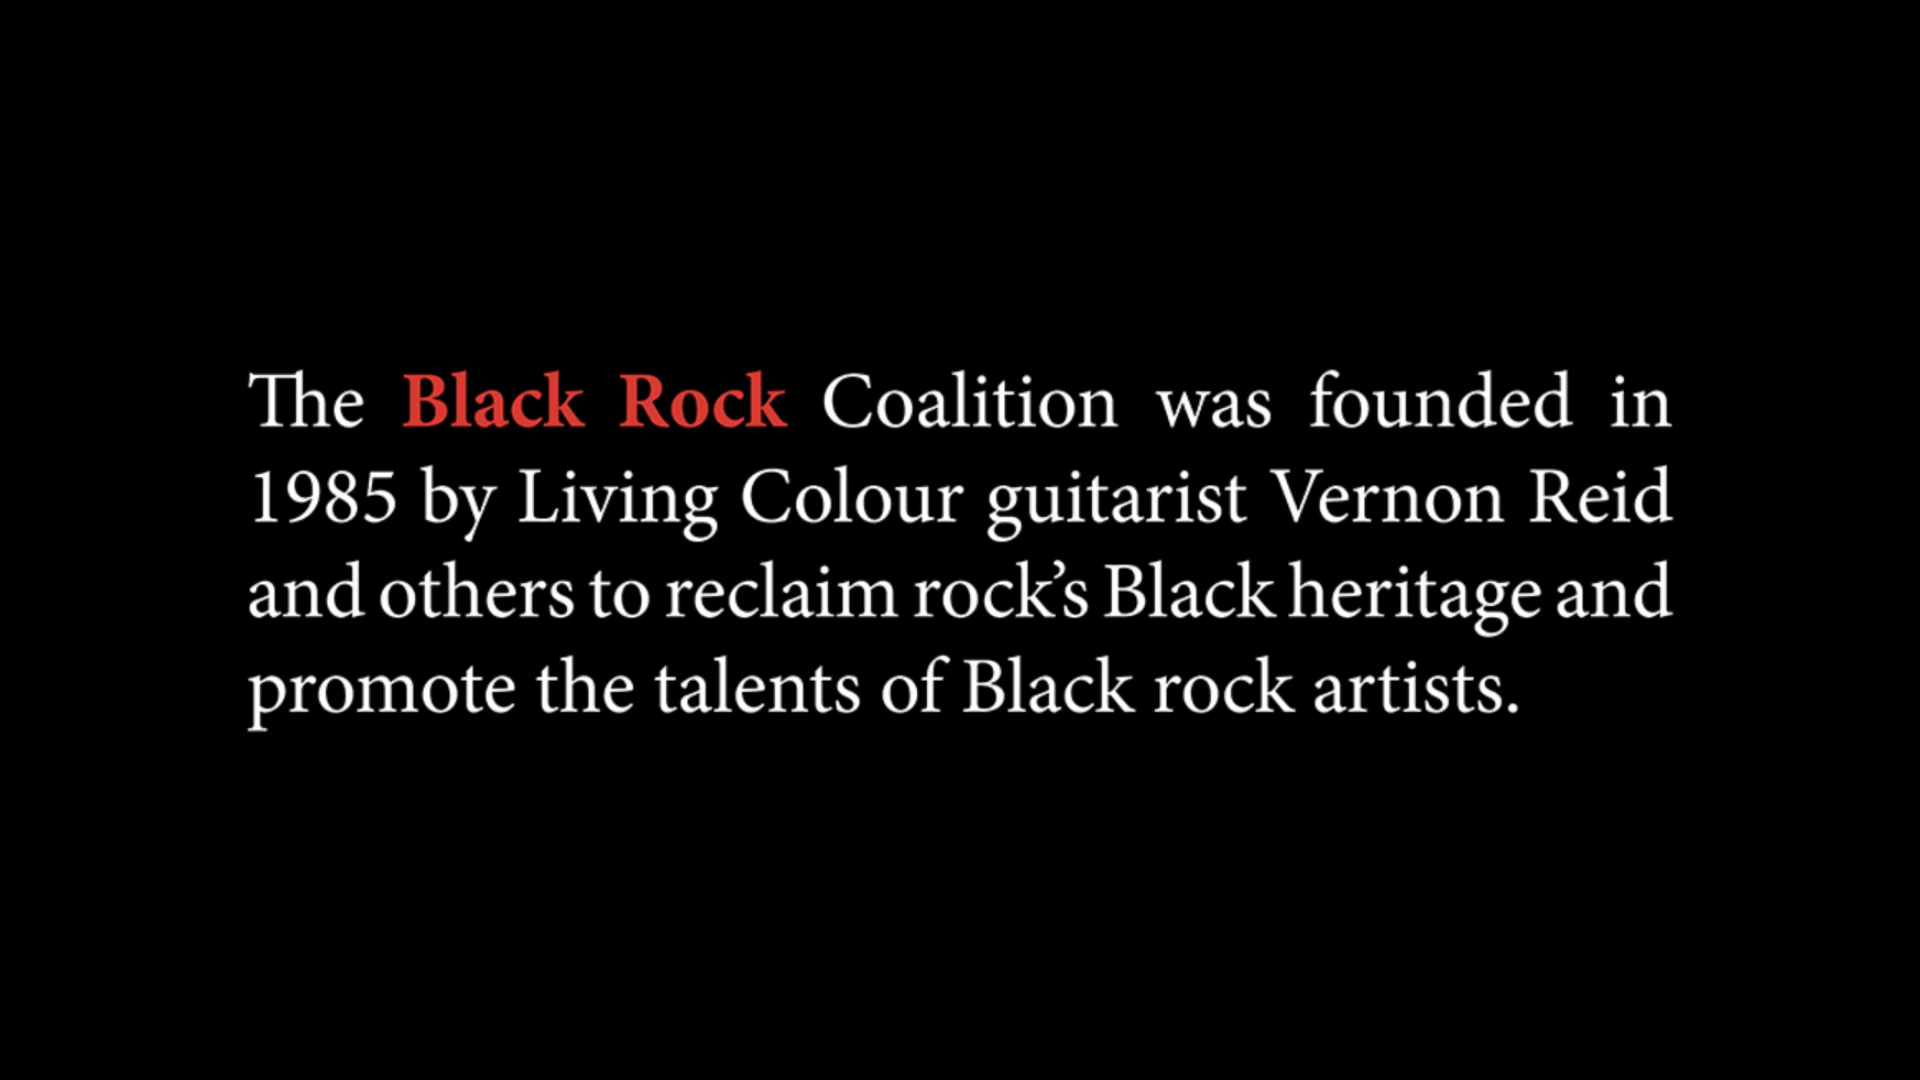 The Black Rock Coalition was founded in
1985 by Living Colour guitarist Vernon Reid
and others to reclaim rock’s Black heritage and
promote the talents of Black rock artists.